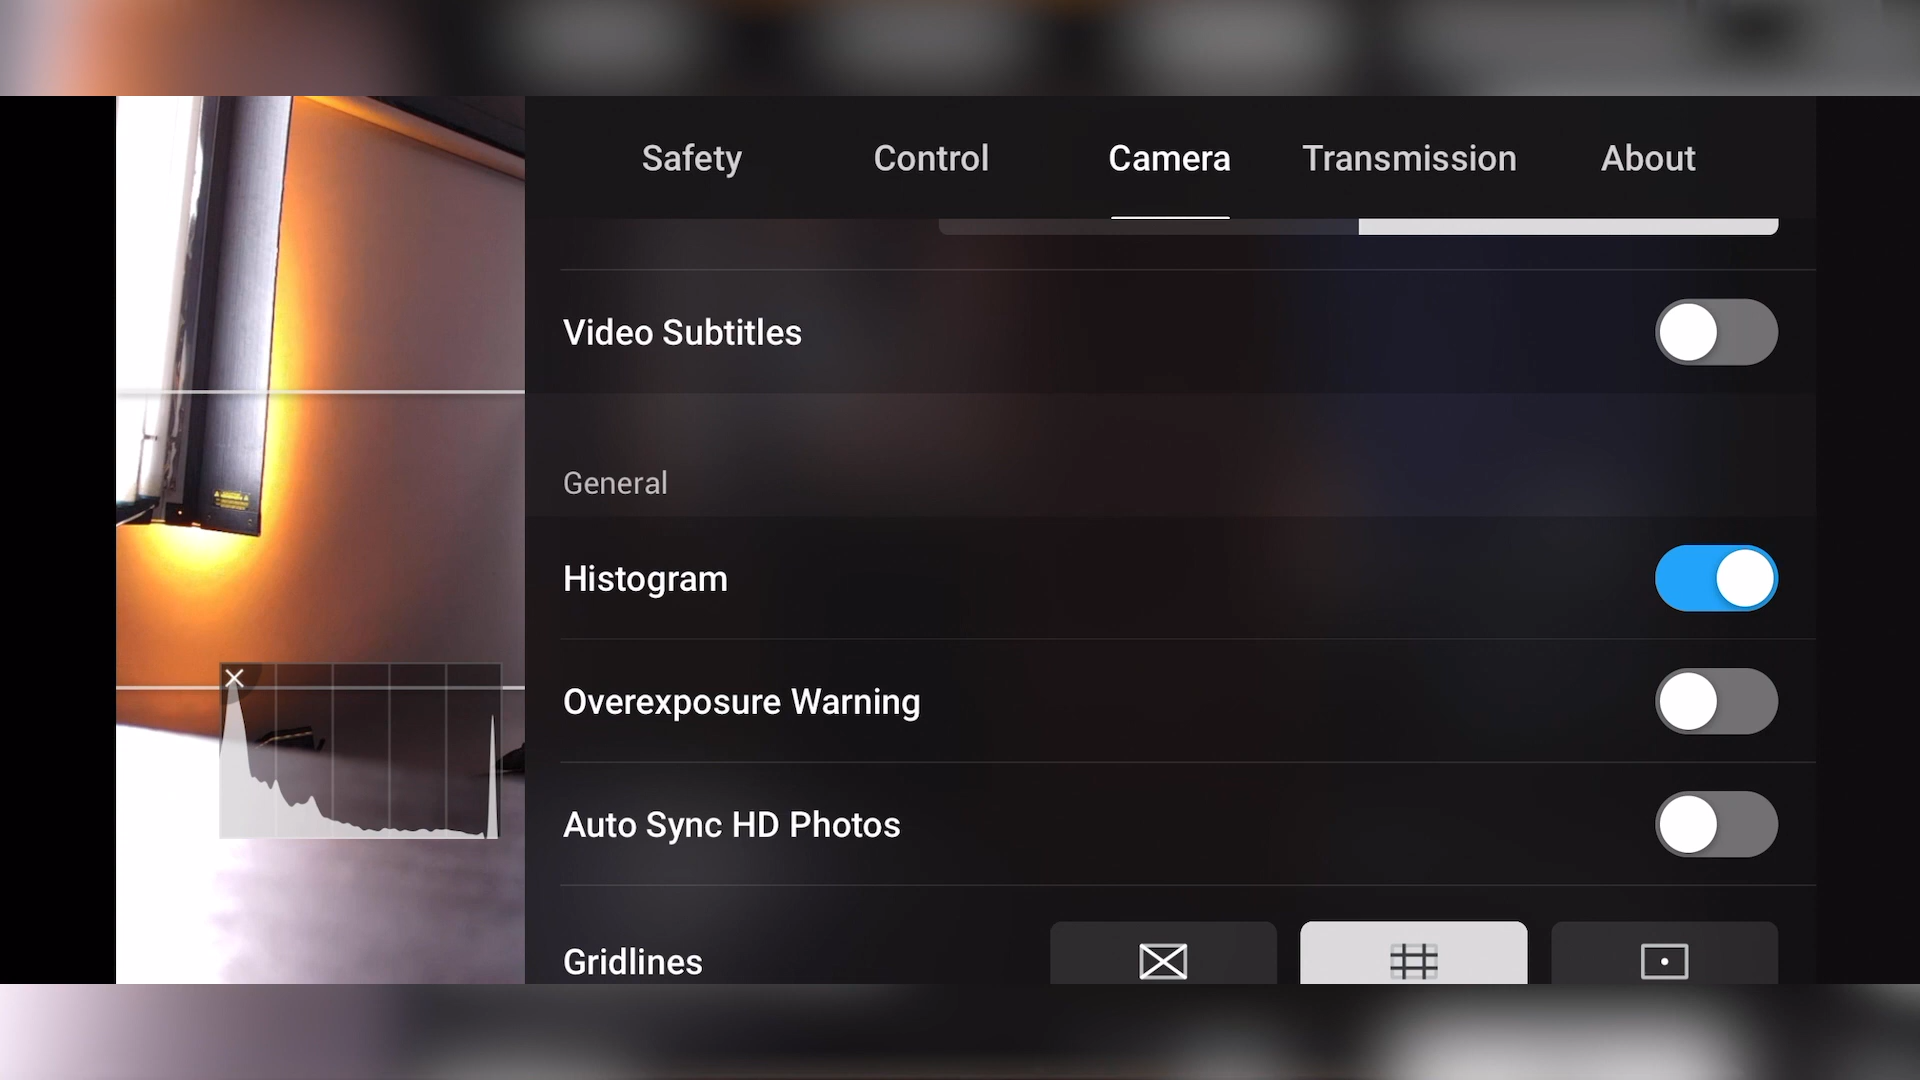 Safety Control Camera Transmission About
Video Subtitles
General
Histogram
Overexposure Warning
Auto Sync HD Photos
Gridlines